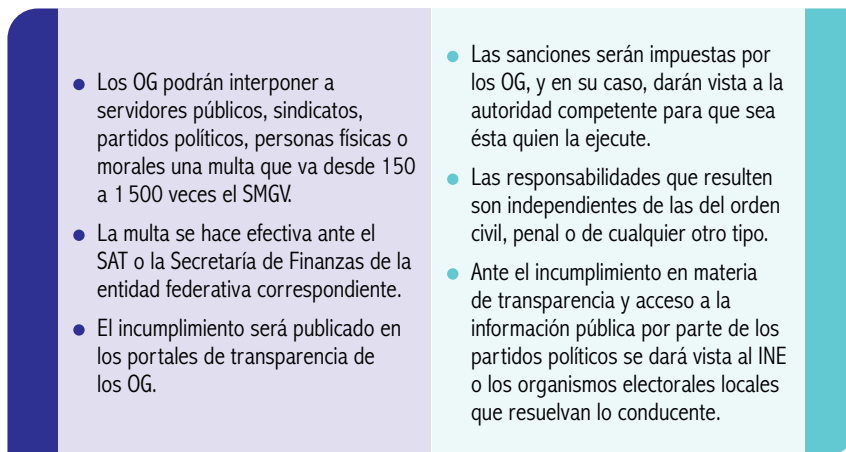 ● Los OG podrán interponer a
servidores públicos, sindicatos,
partidos políticos, personas físicas o
morales una multa que va desde 150
a 1 500 veces el SMGV.
● La multa se hace efectiva ante el
SAT o la Secretaría de Finanzas de la
entidad federativa correspondiente.
● El incumplimiento será publicado en
los portales de transparencia de
los OG.
● Las sanciones serán impuestas por
los OG, y en su caso, darán vista a la
autoridad competente para que sea
ésta quien la ejecute.
● Las responsabilidades que resulten
son independientes de las del orden
civil, penal o de cualquier otro tipo.
● Ante el incumplimiento en materia
de transparencia y acceso a la
información pública por parte de los
partidos políticos se dará vista al INE
o los organismos electorales locales
que resuelvan lo conducente.